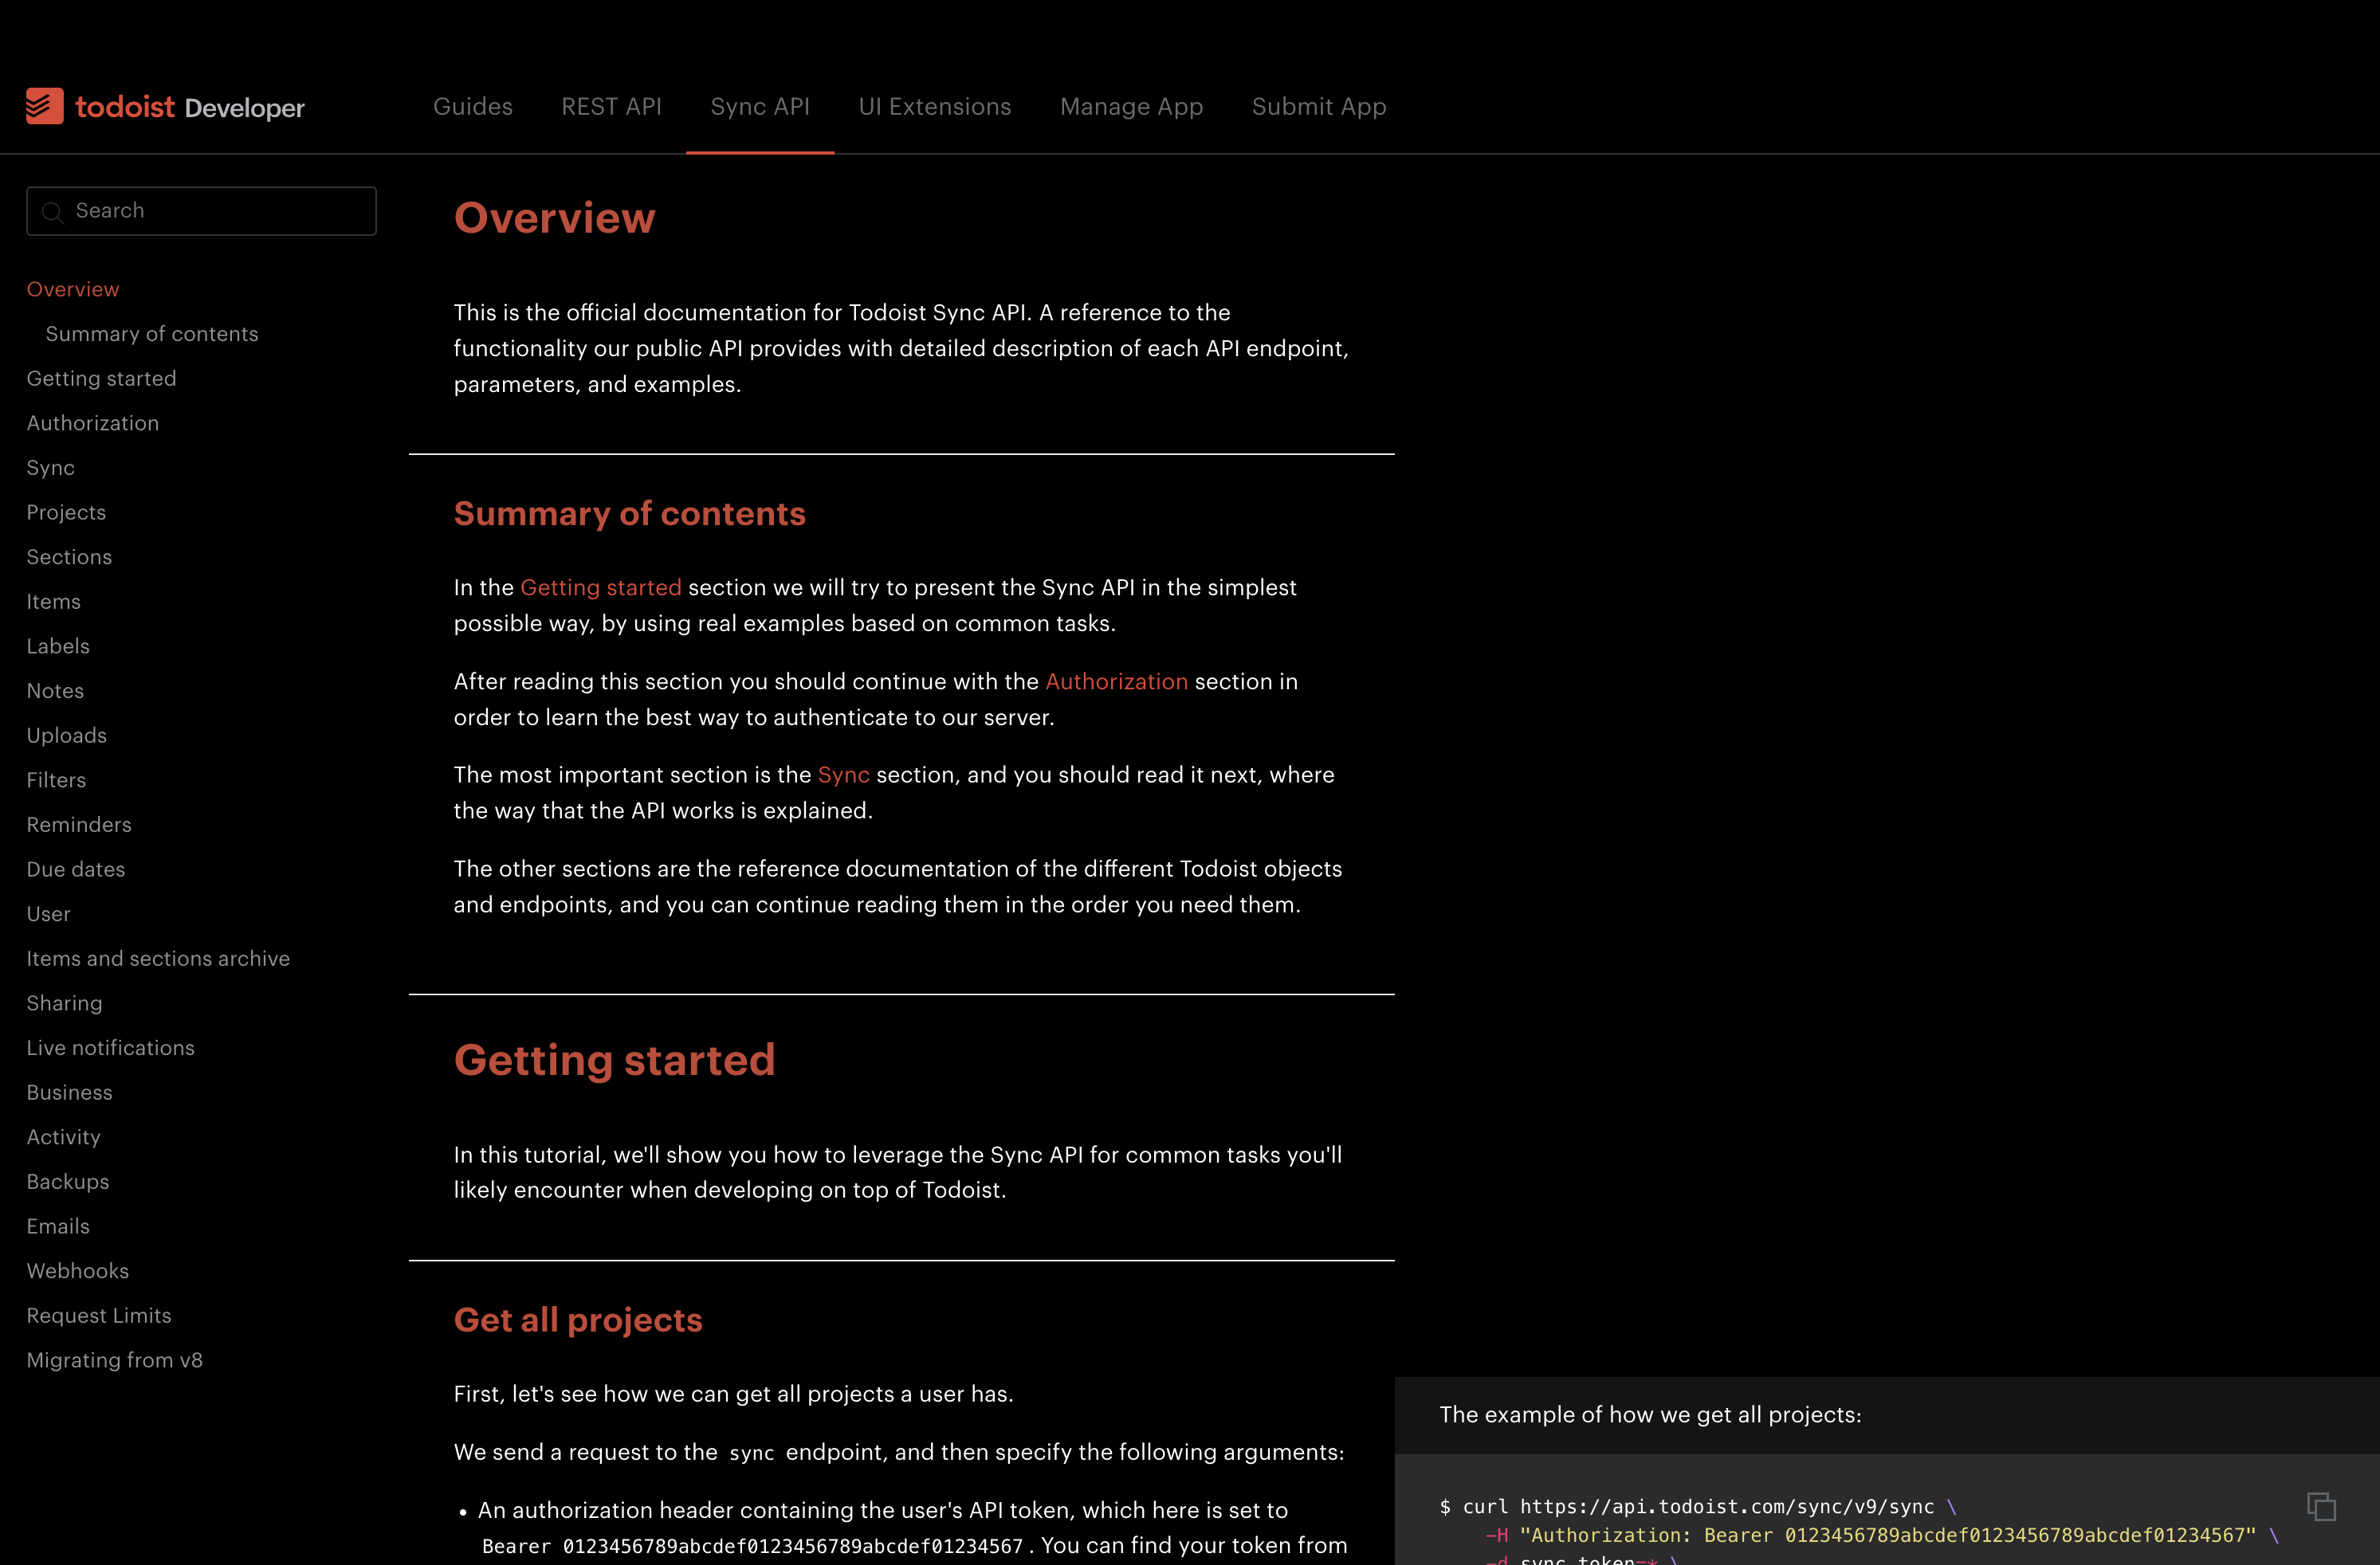 todoist Developer
Guides REST API Sync API UI Extensions Manage App Submit App
Search
Overview
Summary of contents
Getting started
Authorization
Sync
Projects
Sections
Items
Labels
Notes
Uploads
Filters
Reminders
Due dates
User
Items and sections archive
Sharing
Live notifications
Business
Activity
Backups
Emails
Webhooks
Request Limits
Migrating from v8
Overview
This is the official documentation for Todoist Sync API. A reference to the
functionality our public API provides with detailed description of each API endpoint,
parameters, and examples.
Summary of contents
In the Getting started section we will try to present the Sync API in the simplest
possible way, by using real examples based on common tasks.
After reading this section you should continue with the Authorization section in
order to learn the best way to authenticate to our server.
The most important section is the Sync section, and you should read it next, where
the way that the API works is explained.
The other sections are the reference documentation of the different Todoist objects
and endpoints, and you can continue reading them in the order you need them.
Getting started
In this tutorial, we'll show you how to leverage the Sync API for common tasks you'll
likely encounter when developing on top of Todoist.
Get all projects
First, let's see how we can get all projects a user has.
We send a request to the sync endpoint, and then specify the following arguments:
• An authorization header containing the user's API token, which here is set to
Bearer 0123456789abcdef0123456789abcdef01234567. You can find your token from
The example of how we get all projects:
$ curl https://api.todoist.com/sync/v9/sync \
-H "Authorization: Bearer 0123456789abcdef0123456789abcdef01234567" \
-d sync_token=* \